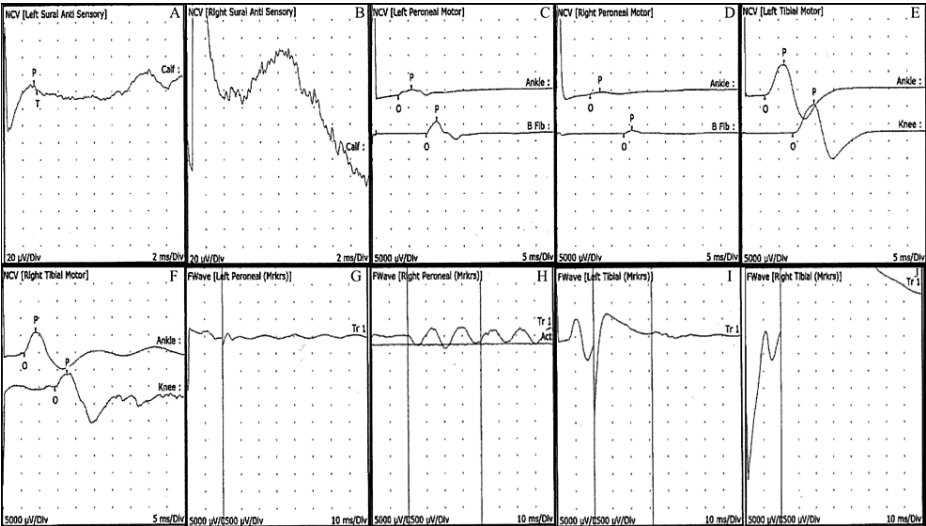 NCV [Left Sural Anti Sensory] A
P
T
Calf :
20 µV/Div 2 ms/Div
NCV [Right Sural Anti Sensory] B
Calf :
20 µV/Div 2 ms/Div
NCV [Left Peroneal Motor] C
P
O
Ankle :
P
O
B Fib :
5000 µV/Div 5 ms/Div
NCV [Right Peroneal Motor] D
P
O
Ankle :
P
O
B Fib :
5000 µV/Div 5 ms/Div
NCV [Left Tibial Motor] E
P
O
Ankle :
P
O
Knee :
5000 µV/Div 5 ms/Div
NCV [Right Tibial Motor] F
P
O
Ankle :
P
O
Knee :
5000 µV/Div 5 ms/Div
FWave [Left Peroneal (Mrkrs)] G
Tr 1
5000 µV/500 µV/Div 10 ms/Div
FWave [Right Peroneal (Mrkrs)] H
Tr 1
Act
5000 µV/500 µV/Div 10 ms/Div
FWave [Left Tibial (Mrkrs)] I
Tr 1
5000 µV/500 µV/Div 10 ms/Div
FWave [Right Tibial (Mrkrs)] J
Tr 1
5000 µV/500 µV/Div 10 ms/Div